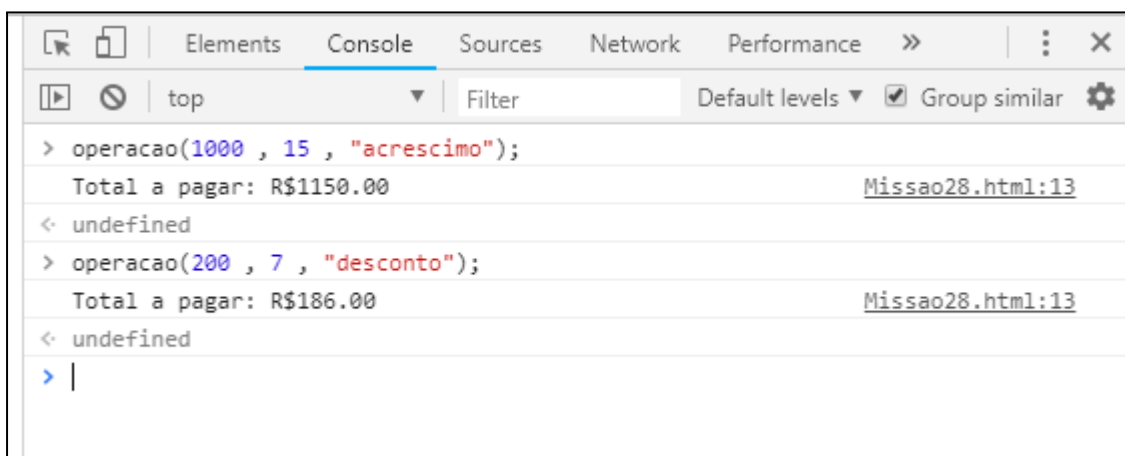 Elements Console Sources Network Performance »
top ▼ Filter Default levels ▼ Group similar
> operacao(1000 , 15 , "acrescimo");
Total a pagar: R$1150.00 Missao28.html:13
<· undefined
> operacao(200 , 7 , "desconto");
Total a pagar: R$186.00 Missao28.html:13
<· undefined
>